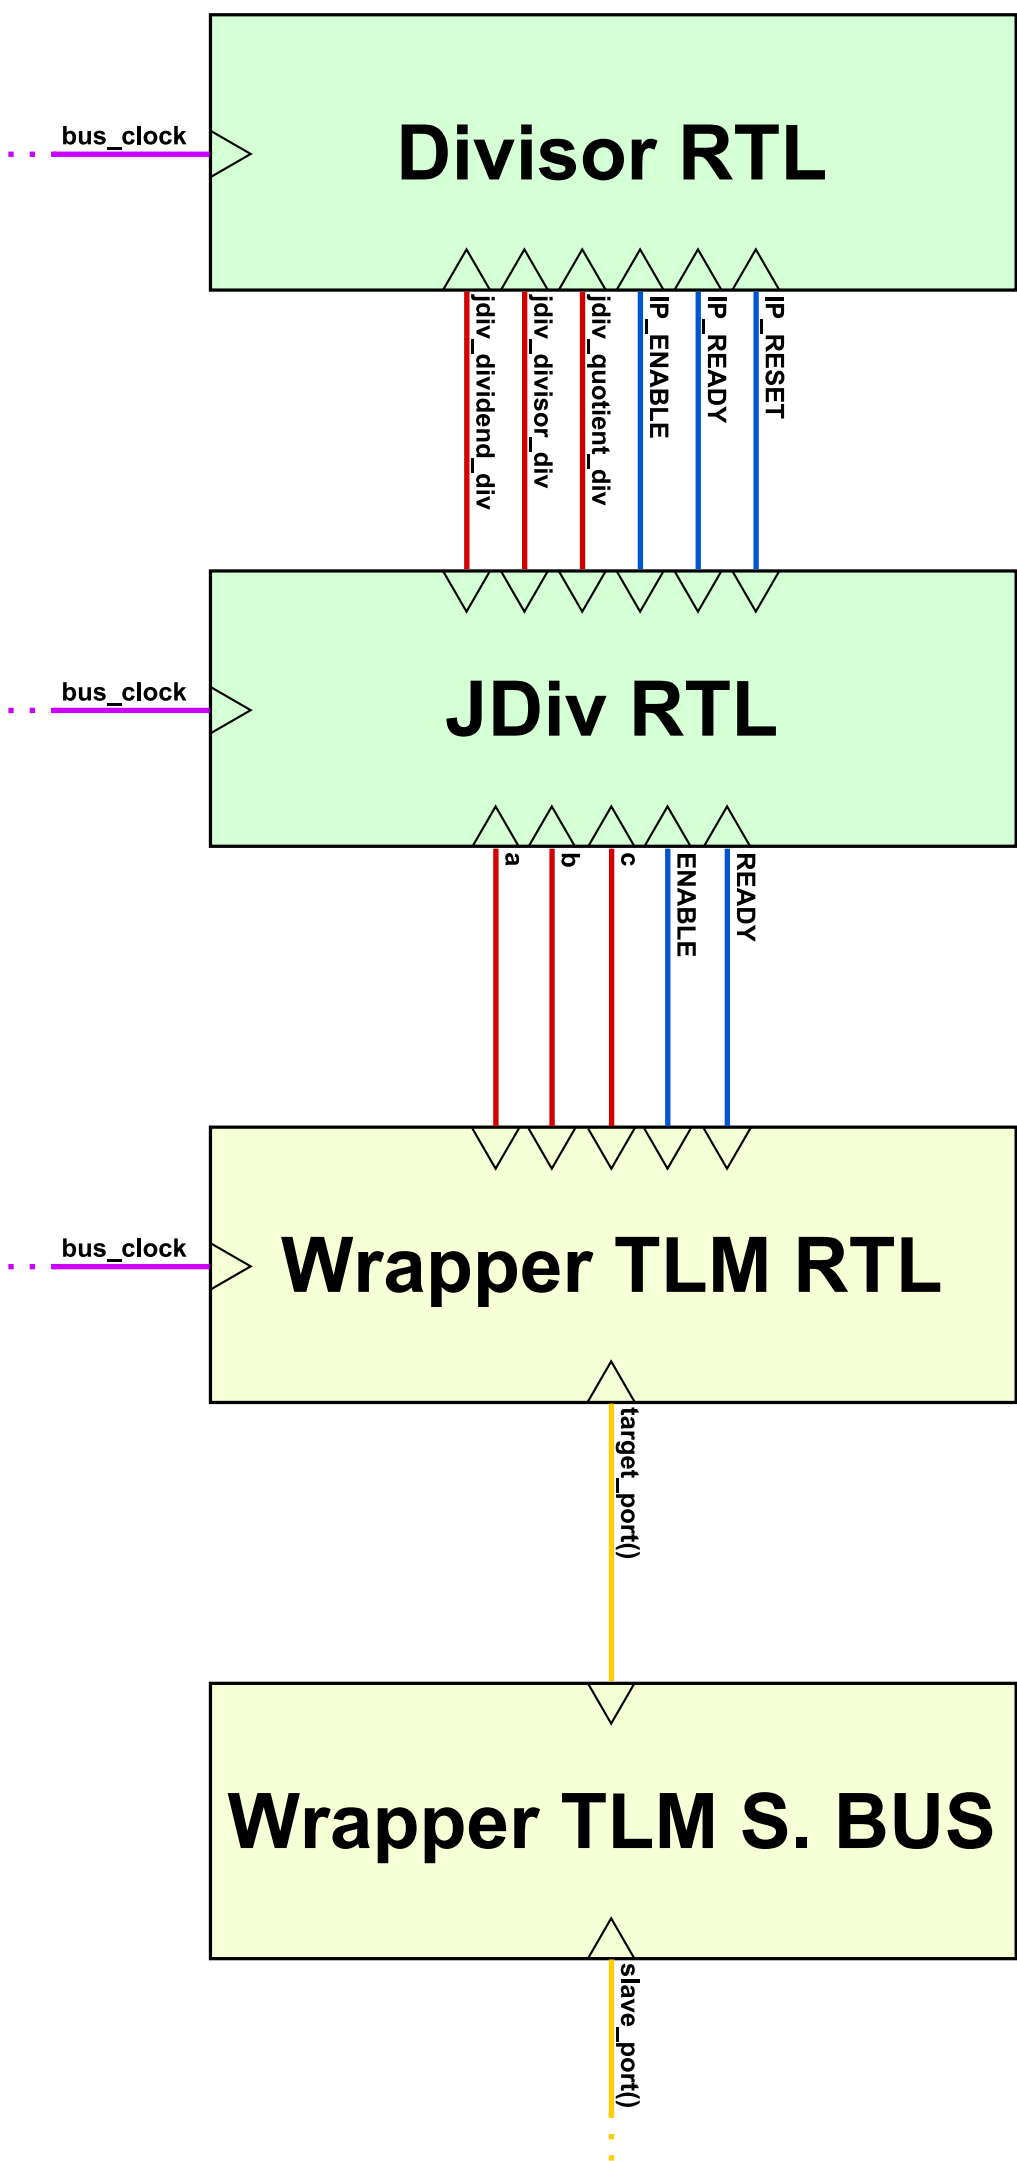 bus_clock
Divisor RTL
jdiv_dividend_div
jdiv_divisor_div
jdiv_quotient_div
IP_ENABLE
IP_READY
IP_RESET
bus_clock
JDiv RTL
a
b
c
ENABLE
READY
bus_clock
Wrapper TLM RTL
target_port()
Wrapper TLM S. BUS
slave_port()